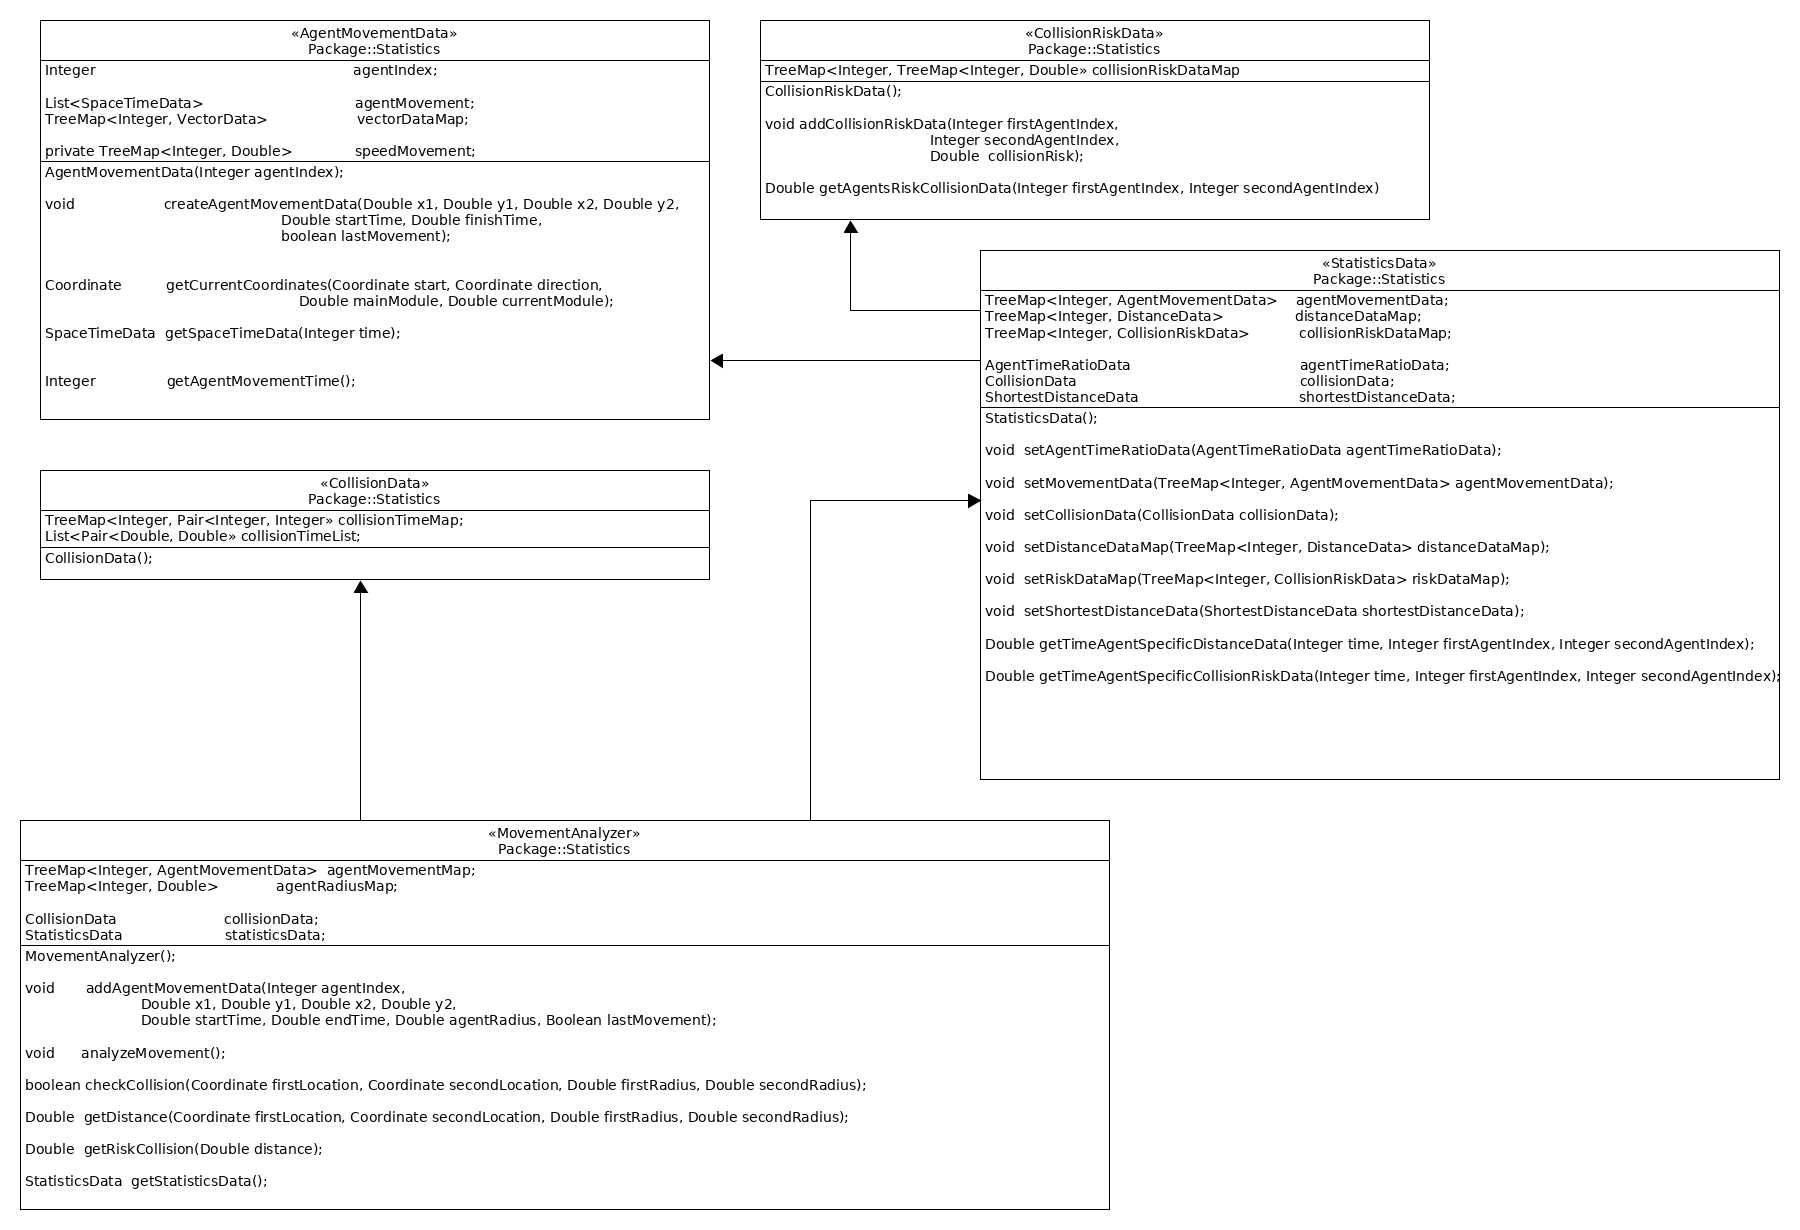 «AgentMovementData»
Package::Statistics
Integer agentIndex;
List<SpaceTimeData> agentMovement;
TreeMap<Integer, VectorData> vectorDataMap;
private TreeMap<Integer, Double> speedMovement;
AgentMovementData(Integer agentIndex);
void createAgentMovementData(Double x1, Double y1, Double x2, Double y2,
Double startTime, Double finishTime,
boolean lastMovement);
Coordinate getCurrentCoordinates(Coordinate start, Coordinate direction,
Double mainModule, Double currentModule);
SpaceTimeData getSpaceTimeData(Integer time);
Integer getAgentMovementTime();
«CollisionRiskData»
Package::Statistics
TreeMap<Integer, TreeMap<Integer, Double» collisionRiskDataMap
CollisionRiskData();
void addCollisionRiskData(Integer firstAgentIndex,
Integer secondAgentIndex,
Double collisionRisk);
Double getAgentsRiskCollisionData(Integer firstAgentIndex, Integer secondAgentIndex)
«StatisticsData»
Package::Statistics
TreeMap<Integer, AgentMovementData> agentMovementData;
TreeMap<Integer, DistanceData> distanceDataMap;
TreeMap<Integer, CollisionRiskData> collisionRiskDataMap;
AgentTimeRatioData agentTimeRatioData;
CollisionData collisionData;
ShortestDistanceData shortestDistanceData;
StatisticsData();
void setAgentTimeRatioData(AgentTimeRatioData agentTimeRatioData);
void setMovementData(TreeMap<Integer, AgentMovementData> agentMovementData);
void setCollisionData(CollisionData collisionData);
void setDistanceDataMap(TreeMap<Integer, DistanceData> distanceDataMap);
void setRiskDataMap(TreeMap<Integer, CollisionRiskData> riskDataMap);
void setShortestDistanceData(ShortestDistanceData shortestDistanceData);
Double getTimeAgentSpecificDistanceData(Integer time, Integer firstAgentIndex, Integer secondAgentIndex);
Double getTimeAgentSpecificCollisionRiskData(Integer time, Integer firstAgentIndex, Integer secondAgentIndex);
«CollisionData»
Package::Statistics
TreeMap<Integer, Pair<Integer, Integer» collisionTimeMap;
List<Pair<Double, Double» collisionTimeList;
CollisionData();
«MovementAnalyzer»
Package::Statistics
TreeMap<Integer, AgentMovementData> agentMovementMap;
TreeMap<Integer, Double> agentRadiusMap;
CollisionData collisionData;
StatisticsData statisticsData;
MovementAnalyzer();
void addAgentMovementData(Integer agentIndex,
Double x1, Double y1, Double x2, Double y2,
Double startTime, Double endTime, Double agentRadius, Boolean lastMovement);
void analyzeMovement();
boolean checkCollision(Coordinate firstLocation, Coordinate secondLocation, Double firstRadius, Double secondRadius);
Double getDistance(Coordinate firstLocation, Coordinate secondLocation, Double firstRadius, Double secondRadius);
Double getRiskCollision(Double distance);
StatisticsData getStatisticsData();